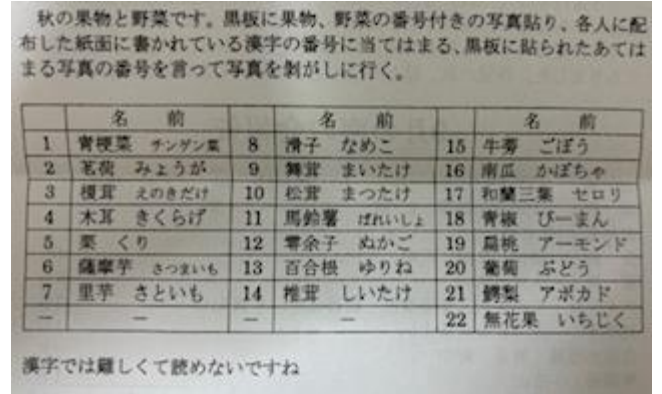 秋の果物と野菜です。黒板に果物、野菜の番号付きの写真貼り、各人に配
布した紙面に書かれている漢字の番号に当てはまる、黒板に貼られたあては
まる写真の番号を言って写真を剝がしに行く。
名 前 名 前 名 前
1 青梗菜 チンゲン菜 8 滑子 なめこ 15 牛蒡 ごぼう
2 茗荷 みょうが 9 舞茸 まいたけ 16 南瓜 かぼちゃ
3 榎茸 えのきだけ 10 松茸 まつたけ 17 和蘭三葉 セロリ
4 木耳 きくらげ 11 馬鈴薯 ばれいしょ 18 青椒 ぴーまん
5 栗 くり 12 零余子 ぬかご 19 扁桃 アーモンド
6 薩摩芋 さつまいも 13 百合根 ゆりね 20 葡萄 ぶどう
7 里芋 さといも 14 椎茸 しいたけ 21 鰐梨 アボカド
― ― ― ― 22 無花果 いちじく
漢字では難しくて読めないですね